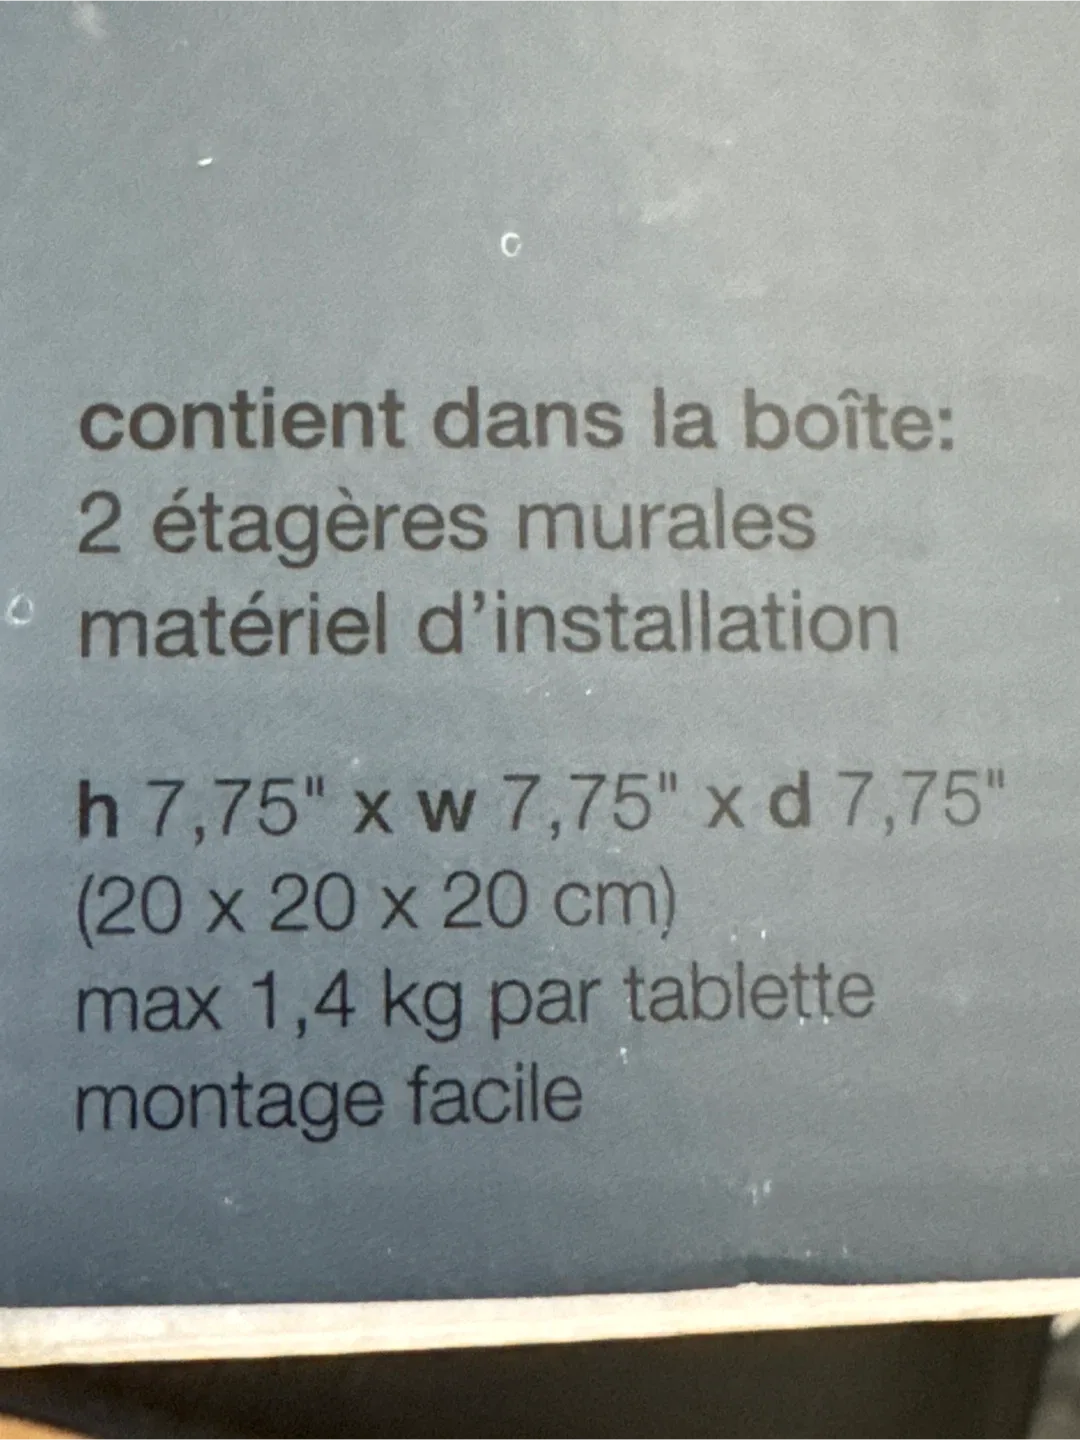 contient dans la boîte:
2 étagères murales
matériel d’installation
h 7,75" x w 7,75" x d 7,75"
(20 x 20 x 20 cm)
max 1,4 kg par tablette
montage facile